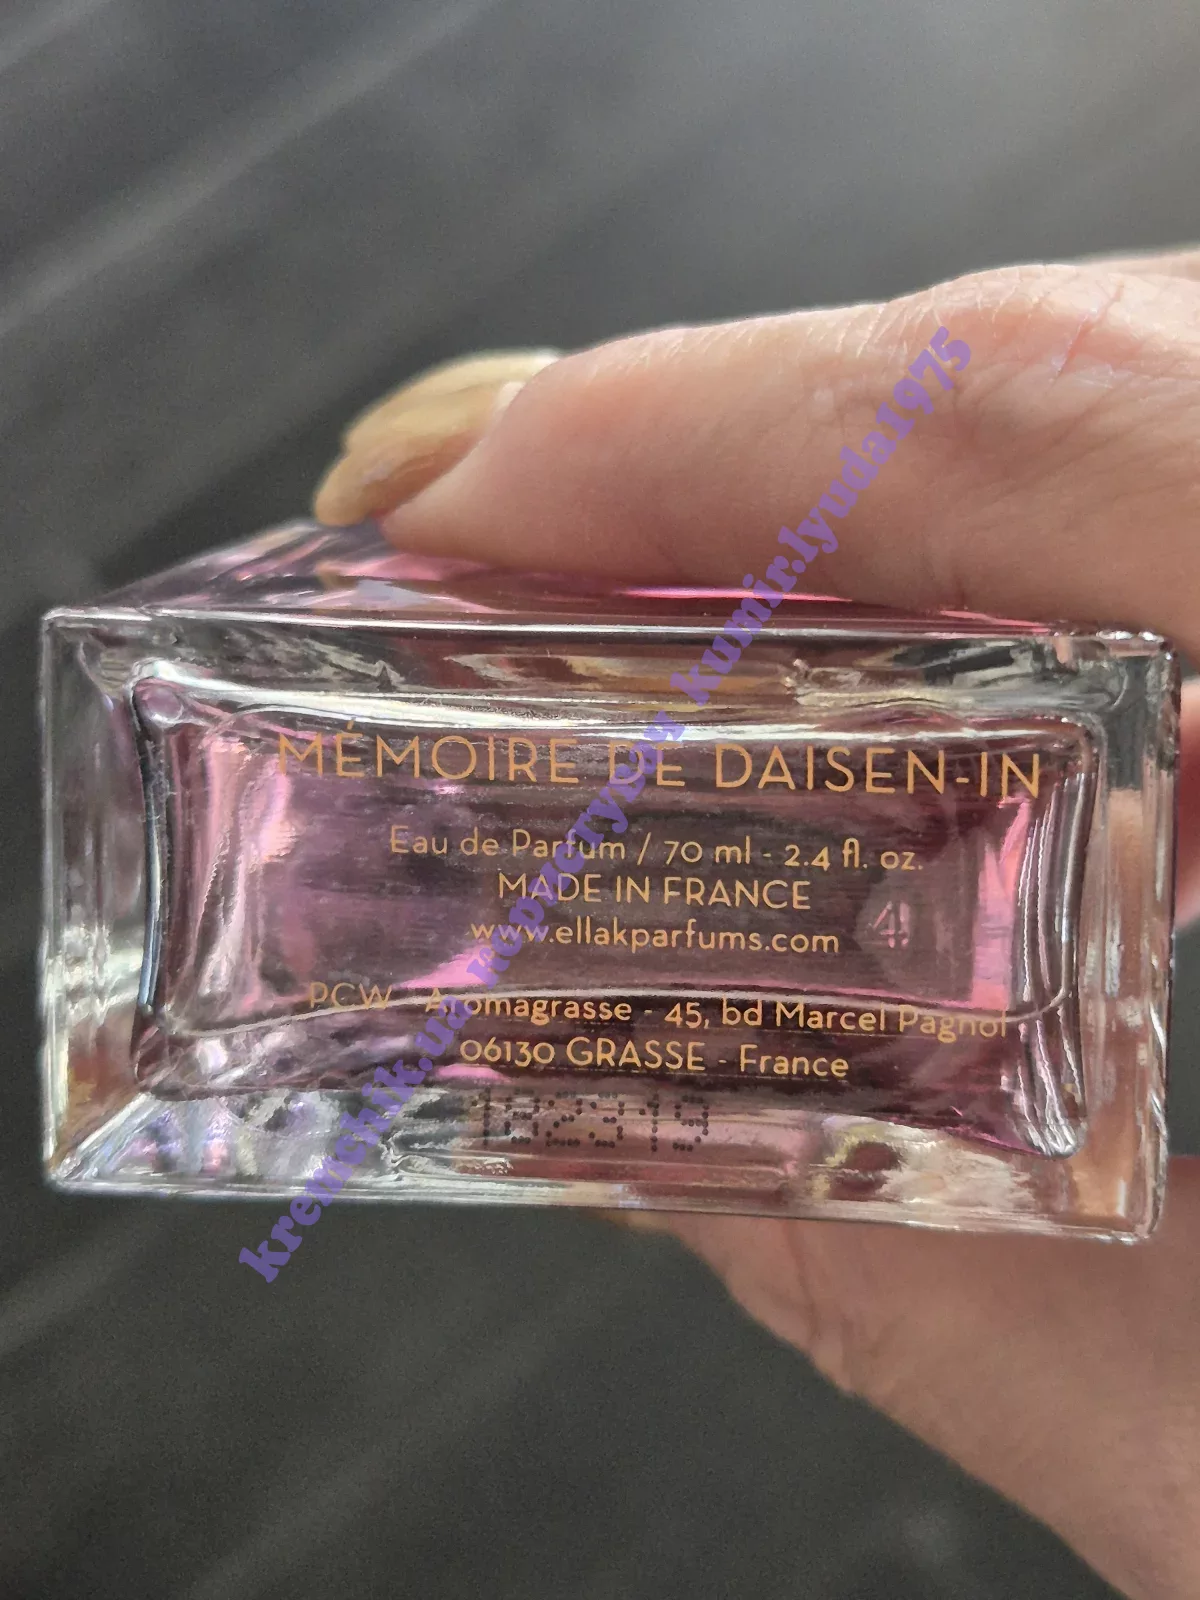 MÉMOIRE DE DAISEN-IN
Eau de Parfum / 70 ml - 2.4 fl. oz.
MADE IN FRANCE
www.ellakparfums.com
PCW Aromagrasse - 45, bd Marcel Pagnol
06130 GRASSE - France
kremchik.ua користувач kumir.lyuda1975